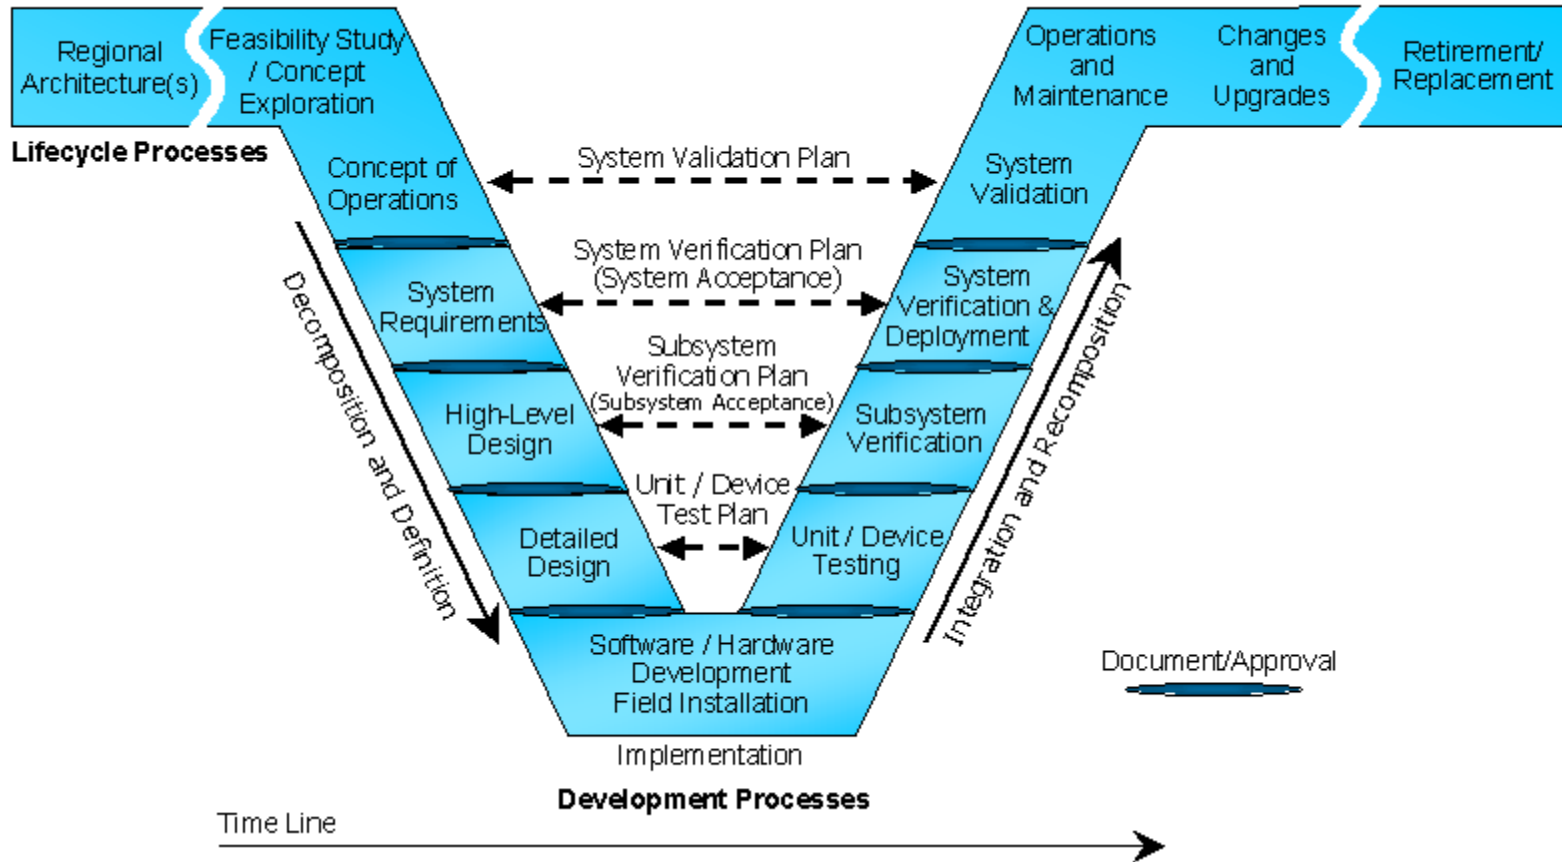 Regional
Architecture(s)
Feasibility Study
/ Concept
Exploration
Operations
and
Maintenance
Changes
and
Upgrades
Retirement/
Replacement
Lifecycle Processes
Concept of
Operations
System Validation Plan
System
Validation
System Verification Plan
(System Acceptance)
System
Requirements
System
Verification &
Deployment
Decomposition and Definition
Subsystem
Verification Plan
(Subsystem Acceptance)
High-Level
Design
Subsystem
Verification
Integration and Recomposition
Unit / Device
Test Plan
Detailed
Design
Unit / Device
Testing
Software / Hardware
Development
Field Installation
Document/Approval
Implementation
Development Processes
Time Line